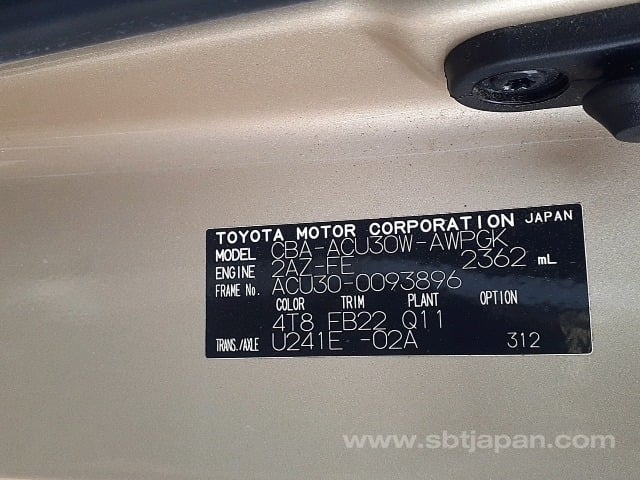 TOYOTA MOTOR CORPORATION JAPAN
MODEL CBA-ACU30W-AWPGK
ENGINE 2AZ-FE 2362 mL
FRAME No. ACU30-0093896
COLOR TRIM PLANT OPTION
4T8 FB22 Q11
TRANS./AXLE U241E -02A 312
www.sbtjapan.com